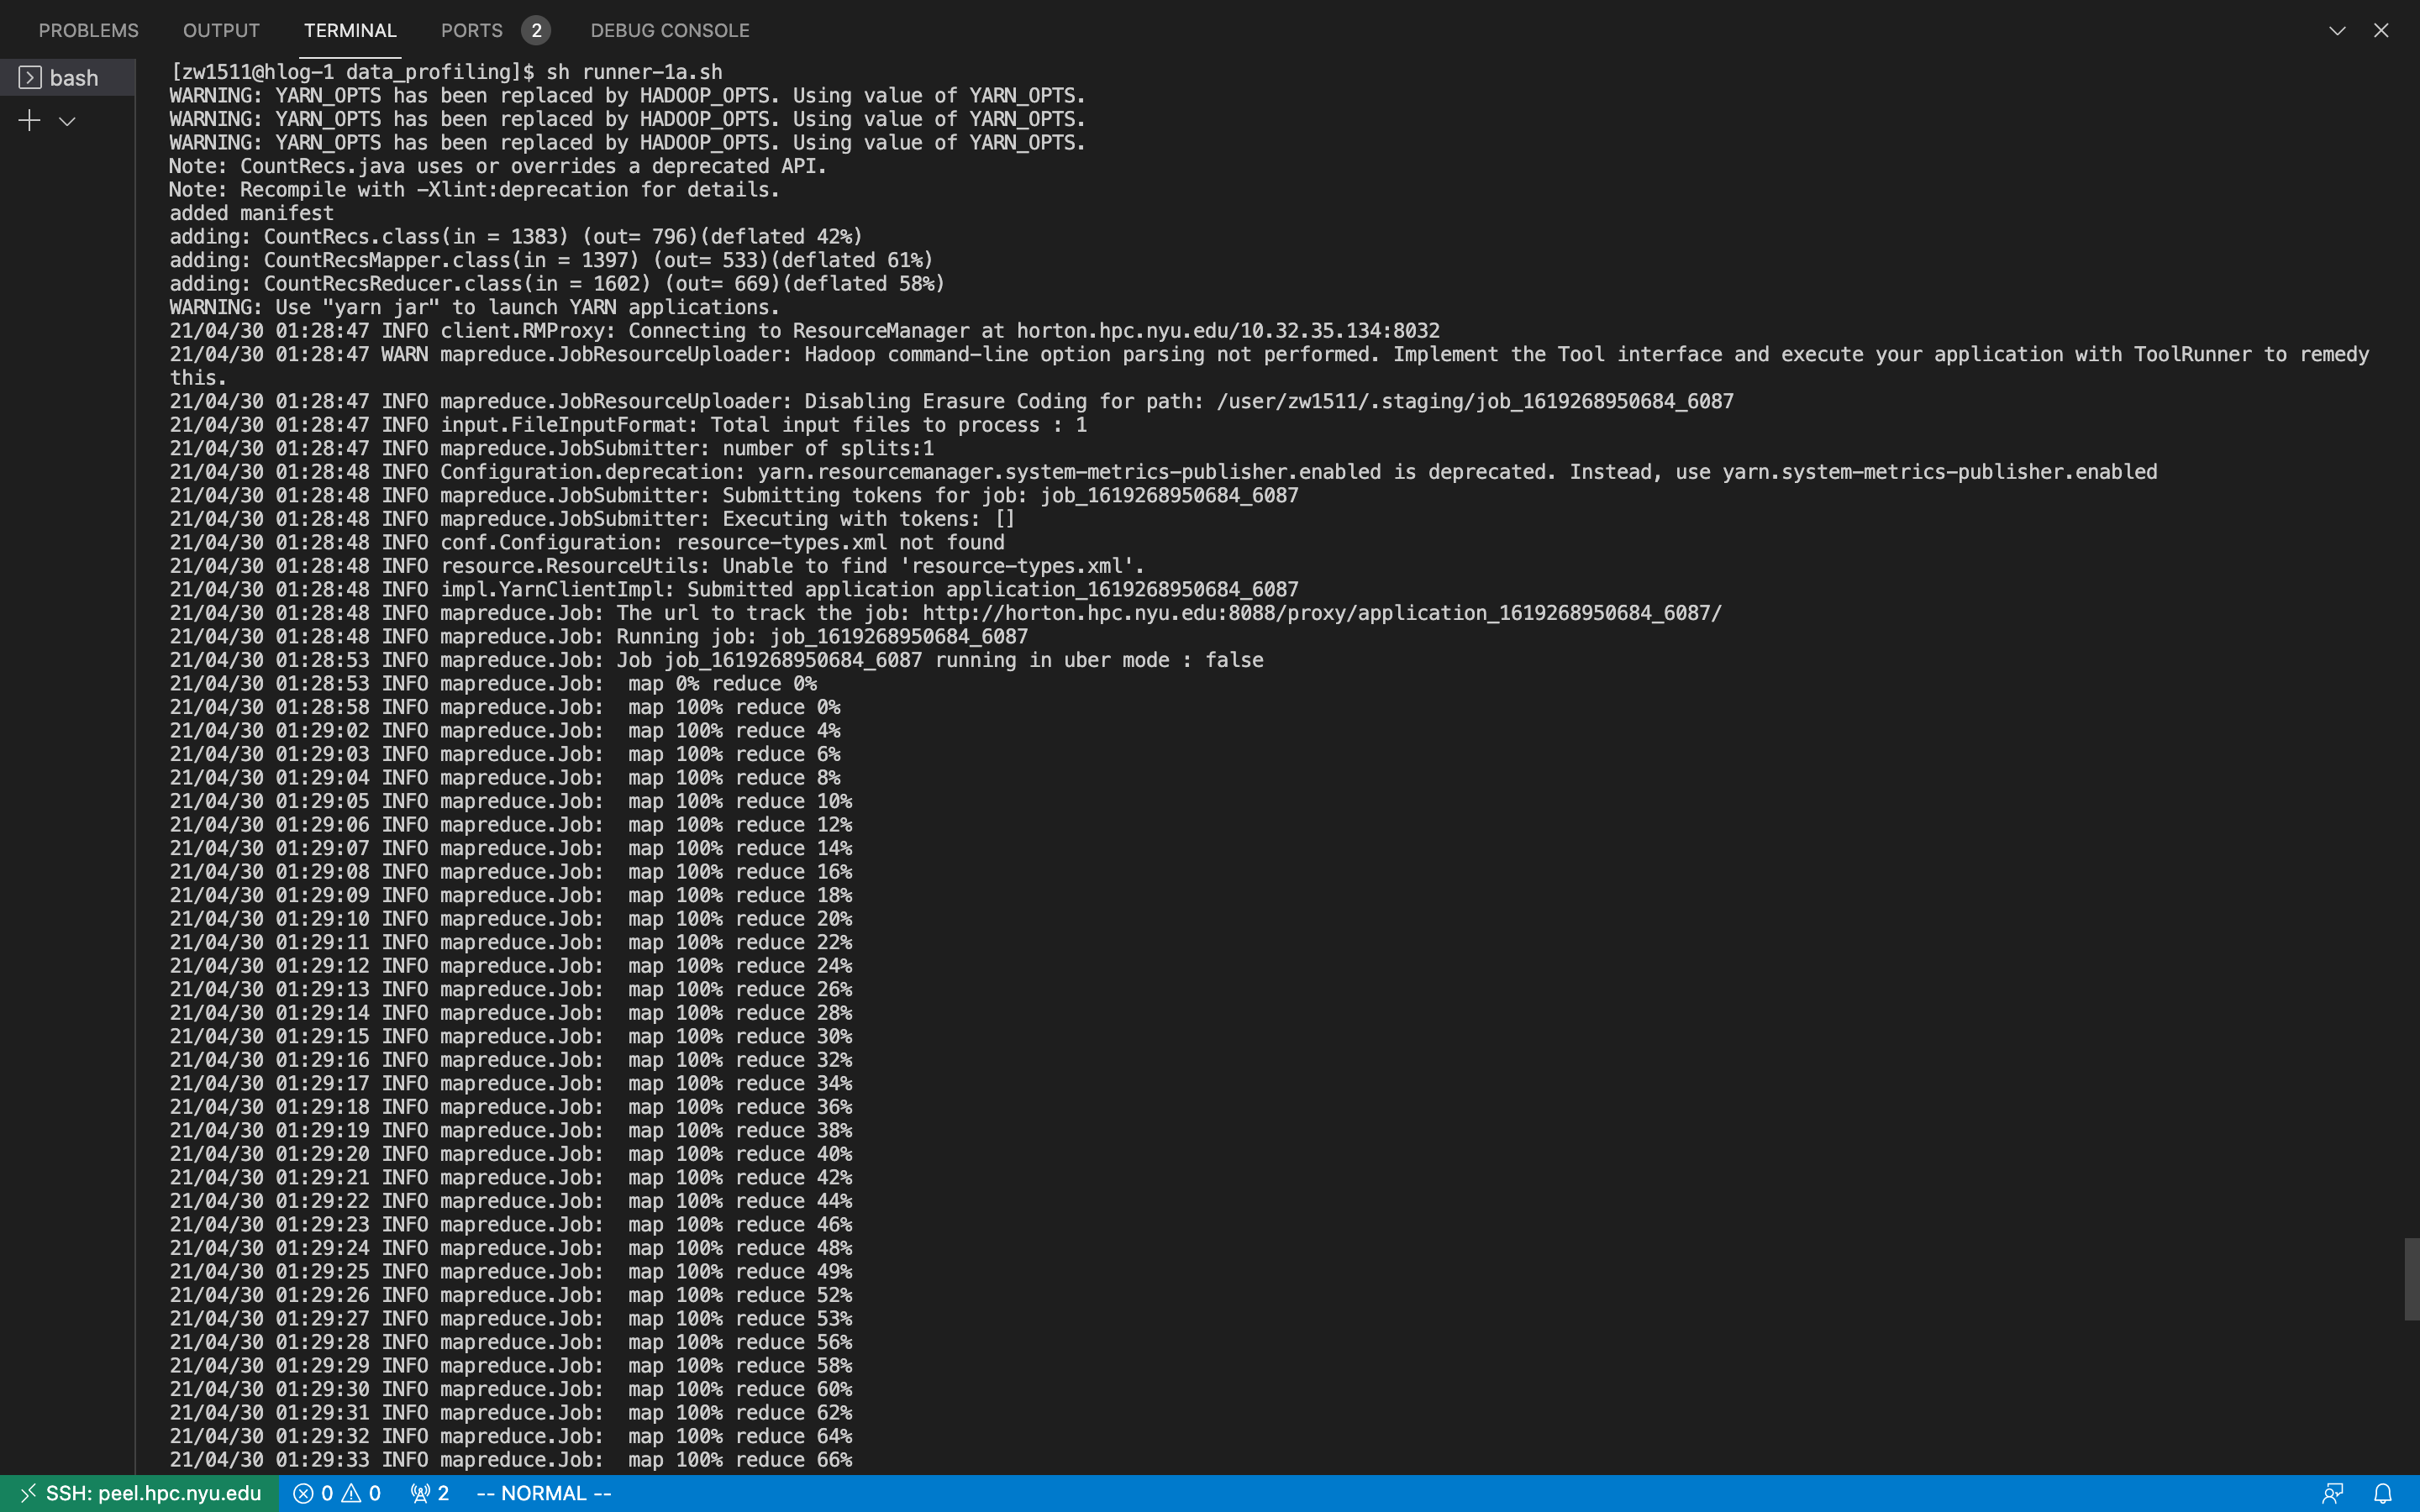 PROBLEMS OUTPUT TERMINAL PORTS 2 DEBUG CONSOLE
bash
[zw1511@hlog-1 data_profiling]$ sh runner-1a.sh
WARNING: YARN_OPTS has been replaced by HADOOP_OPTS. Using value of YARN_OPTS.
WARNING: YARN_OPTS has been replaced by HADOOP_OPTS. Using value of YARN_OPTS.
WARNING: YARN_OPTS has been replaced by HADOOP_OPTS. Using value of YARN_OPTS.
Note: CountRecs.java uses or overrides a deprecated API.
Note: Recompile with -Xlint:deprecation for details.
added manifest
adding: CountRecs.class(in = 1383) (out= 796)(deflated 42%)
adding: CountRecsMapper.class(in = 1397) (out= 533)(deflated 61%)
adding: CountRecsReducer.class(in = 1602) (out= 669)(deflated 58%)
WARNING: Use "yarn jar" to launch YARN applications.
21/04/30 01:28:47 INFO client.RMProxy: Connecting to ResourceManager at horton.hpc.nyu.edu/10.32.35.134:8032
21/04/30 01:28:47 WARN mapreduce.JobResourceUploader: Hadoop command-line option parsing not performed. Implement the Tool interface and execute your application with ToolRunner to remedy
this.
21/04/30 01:28:47 INFO mapreduce.JobResourceUploader: Disabling Erasure Coding for path: /user/zw1511/.staging/job_1619268950684_6087
21/04/30 01:28:47 INFO input.FileInputFormat: Total input files to process : 1
21/04/30 01:28:47 INFO mapreduce.JobSubmitter: number of splits:1
21/04/30 01:28:48 INFO Configuration.deprecation: yarn.resourcemanager.system-metrics-publisher.enabled is deprecated. Instead, use yarn.system-metrics-publisher.enabled
21/04/30 01:28:48 INFO mapreduce.JobSubmitter: Submitting tokens for job: job_1619268950684_6087
21/04/30 01:28:48 INFO mapreduce.JobSubmitter: Executing with tokens: []
21/04/30 01:28:48 INFO conf.Configuration: resource-types.xml not found
21/04/30 01:28:48 INFO resource.ResourceUtils: Unable to find 'resource-types.xml'.
21/04/30 01:28:48 INFO impl.YarnClientImpl: Submitted application application_1619268950684_6087
21/04/30 01:28:48 INFO mapreduce.Job: The url to track the job: http://horton.hpc.nyu.edu:8088/proxy/application_1619268950684_6087/
21/04/30 01:28:48 INFO mapreduce.Job: Running job: job_1619268950684_6087
21/04/30 01:28:53 INFO mapreduce.Job: Job job_1619268950684_6087 running in uber mode : false
21/04/30 01:28:53 INFO mapreduce.Job:  map 0% reduce 0%
21/04/30 01:28:58 INFO mapreduce.Job:  map 100% reduce 0%
21/04/30 01:29:02 INFO mapreduce.Job:  map 100% reduce 4%
21/04/30 01:29:03 INFO mapreduce.Job:  map 100% reduce 6%
21/04/30 01:29:04 INFO mapreduce.Job:  map 100% reduce 8%
21/04/30 01:29:05 INFO mapreduce.Job:  map 100% reduce 10%
21/04/30 01:29:06 INFO mapreduce.Job:  map 100% reduce 12%
21/04/30 01:29:07 INFO mapreduce.Job:  map 100% reduce 14%
21/04/30 01:29:08 INFO mapreduce.Job:  map 100% reduce 16%
21/04/30 01:29:09 INFO mapreduce.Job:  map 100% reduce 18%
21/04/30 01:29:10 INFO mapreduce.Job:  map 100% reduce 20%
21/04/30 01:29:11 INFO mapreduce.Job:  map 100% reduce 22%
21/04/30 01:29:12 INFO mapreduce.Job:  map 100% reduce 24%
21/04/30 01:29:13 INFO mapreduce.Job:  map 100% reduce 26%
21/04/30 01:29:14 INFO mapreduce.Job:  map 100% reduce 28%
21/04/30 01:29:15 INFO mapreduce.Job:  map 100% reduce 30%
21/04/30 01:29:16 INFO mapreduce.Job:  map 100% reduce 32%
21/04/30 01:29:17 INFO mapreduce.Job:  map 100% reduce 34%
21/04/30 01:29:18 INFO mapreduce.Job:  map 100% reduce 36%
21/04/30 01:29:19 INFO mapreduce.Job:  map 100% reduce 38%
21/04/30 01:29:20 INFO mapreduce.Job:  map 100% reduce 40%
21/04/30 01:29:21 INFO mapreduce.Job:  map 100% reduce 42%
21/04/30 01:29:22 INFO mapreduce.Job:  map 100% reduce 44%
21/04/30 01:29:23 INFO mapreduce.Job:  map 100% reduce 46%
21/04/30 01:29:24 INFO mapreduce.Job:  map 100% reduce 48%
21/04/30 01:29:25 INFO mapreduce.Job:  map 100% reduce 49%
21/04/30 01:29:26 INFO mapreduce.Job:  map 100% reduce 52%
21/04/30 01:29:27 INFO mapreduce.Job:  map 100% reduce 53%
21/04/30 01:29:28 INFO mapreduce.Job:  map 100% reduce 56%
21/04/30 01:29:29 INFO mapreduce.Job:  map 100% reduce 58%
21/04/30 01:29:30 INFO mapreduce.Job:  map 100% reduce 60%
21/04/30 01:29:31 INFO mapreduce.Job:  map 100% reduce 62%
21/04/30 01:29:32 INFO mapreduce.Job:  map 100% reduce 64%
21/04/30 01:29:33 INFO mapreduce.Job:  map 100% reduce 66%
SSH: peel.hpc.nyu.edu 0 0 2 -- NORMAL --